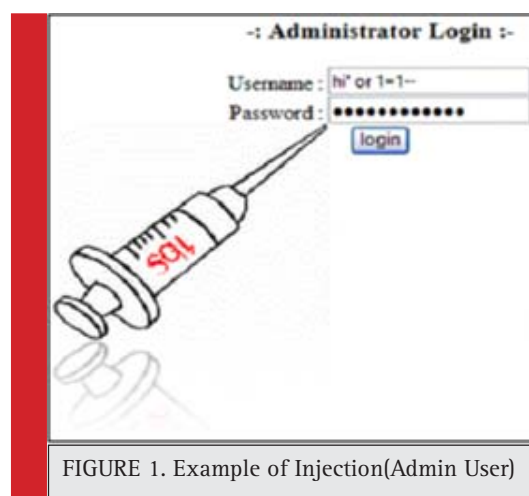 -: Administrator Login :-
Username : hi" or 1=1--
Password : ●●●●●●●●●●●●
login
SQL
FIGURE 1. Example of Injection(Admin User)